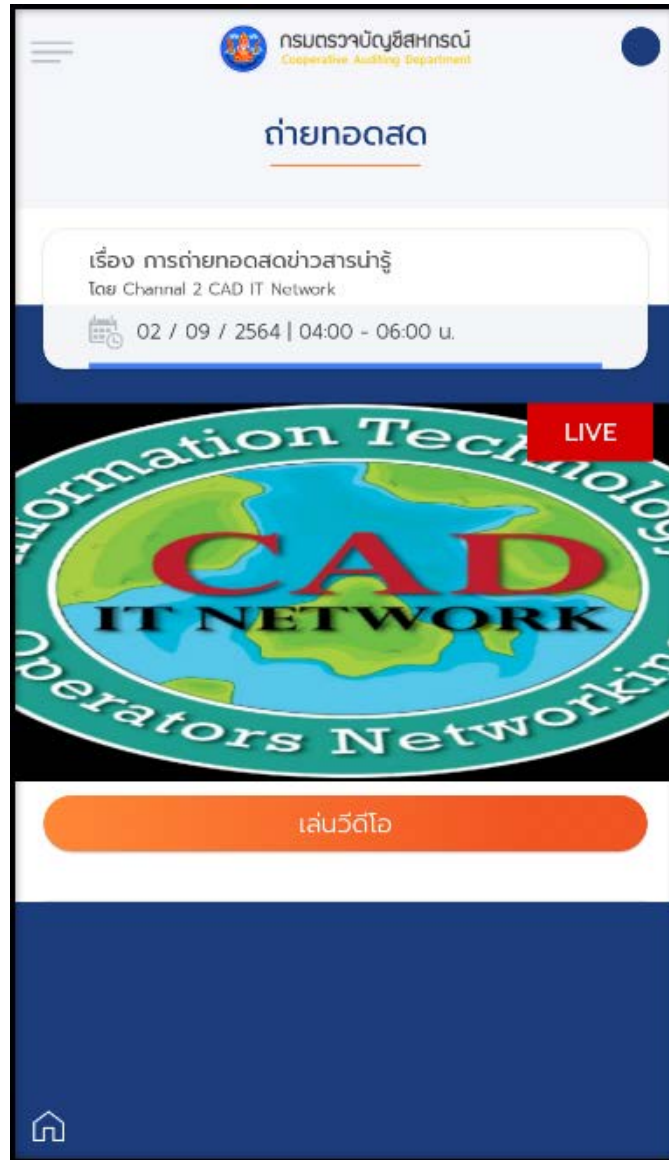 กรมตรวจบัญชีสหกรณ์
Cooperative Auditing Department
ถ่ายทอดสด
เรื่อง การถ่ายทอดสดข่าวสารน่ารู้
โดย Channal 2 CAD IT Network
02 / 09 / 2564 | 04:00 - 06:00 น.
LIVE
Information Technology
CAD
IT NETWORK
Operators Networkin
เล่นวีดีโอ